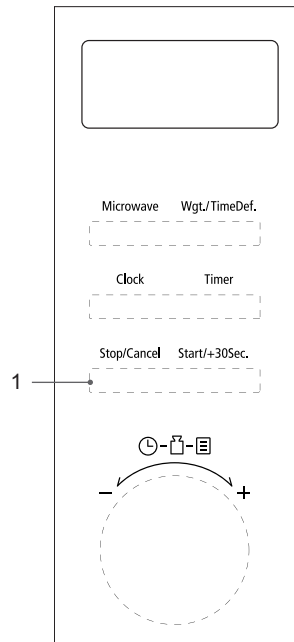 Microwave Wgt./TimeDef.
Clock Timer
Stop/Cancel Start/+30Sec.
1
- - -
− +